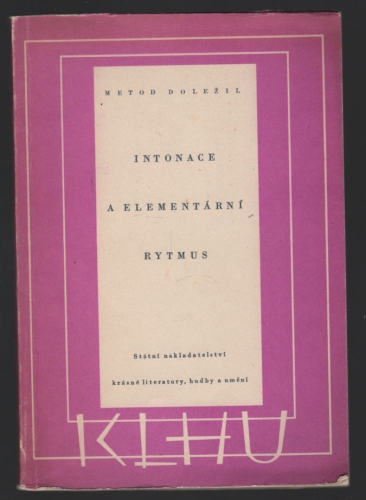 METOD DOLEŽIL
INTONACE
A ELEMENTÁRNÍ
RYTMUS
Státní nakladatelství
krásné literatury, hudby a umění
KLHU